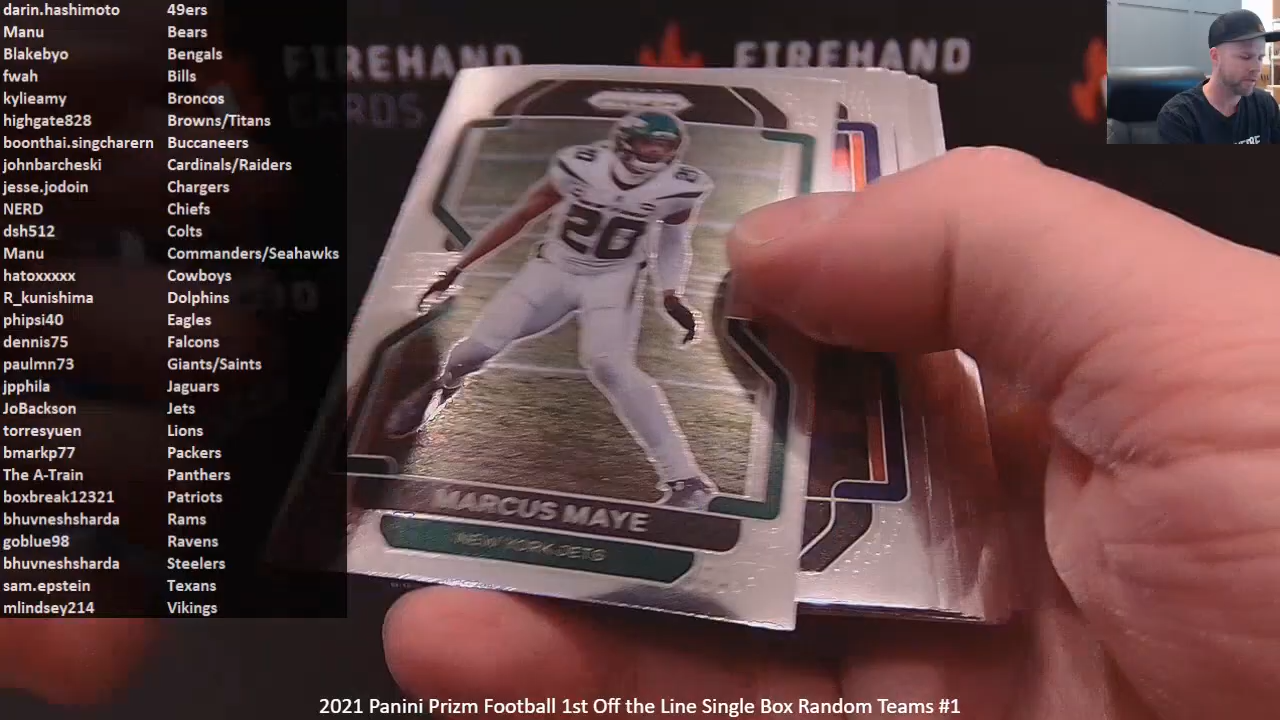 darin.hashimoto 49ers
Manu Bears
Blakebyo Bengals
fwah Bills
kylieamy Broncos
highgate828 Browns/Titans
boonthai.singcharern Buccaneers
johnbarcheski Cardinals/Raiders
jesse.jodoin Chargers
NERD Chiefs
dsh512 Colts
Manu Commanders/Seahawks
hatoxxxxx Cowboys
R_kunishima Dolphins
phipsi40 Eagles
dennis75 Falcons
paulmn73 Giants/Saints
jpphila Jaguars
JoBackson Jets
torresyuen Lions
bmarkp77 Packers
The A-Train Panthers
boxbreak12321 Patriots
bhuvneshsharda Rams
goblue98 Ravens
bhuvneshsharda Steelers
sam.epstein Texans
mlindsey214 Vikings
FIREHAND FIREHAND
CARDS
20
20
MARCUS MAYE
NEW YORK JETS
2021 Panini Prizm Football 1st Off the Line Single Box Random Teams #1